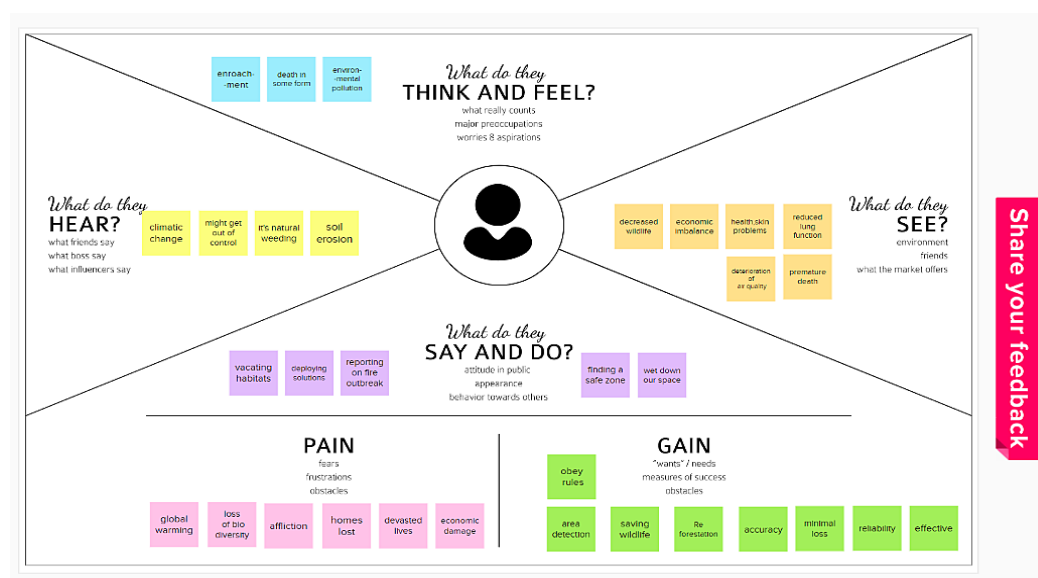 enroach-
-ment
death in
some form
environ-
-mental
pollution
What do they
THINK AND FEEL?
what really counts
major preoccupations
worries 8 aspirations
What do they
HEAR?
what friends say
what boss say
what influencers say
climatic
change
might get
out of
control
it's natural
weeding
soil
erosion
decreased
wildlife
economic
imbalance
health,skin
problems
reduced
lung
function
deterioration
of
air quality
premature
death
What do they
SEE?
environment
friends
what the market offers
What do they
SAY AND DO?
attitude in public
appearance
behavior towards others
vacating
habitats
deploying
solutions
reporting
on fire
outbreak
finding a
safe zone
wet down
our space
PAIN
fears
frustrations
obstacles
global
warming
loss
of bio
diversity
affliction
homes
lost
devasted
lives
economic
damage
GAIN
"wants" / needs
measures of success
obstacles
obey
rules
area
detection
saving
wildlife
Re
forestation
accuracy
minimal
loss
reliability
effective
Share your feedback